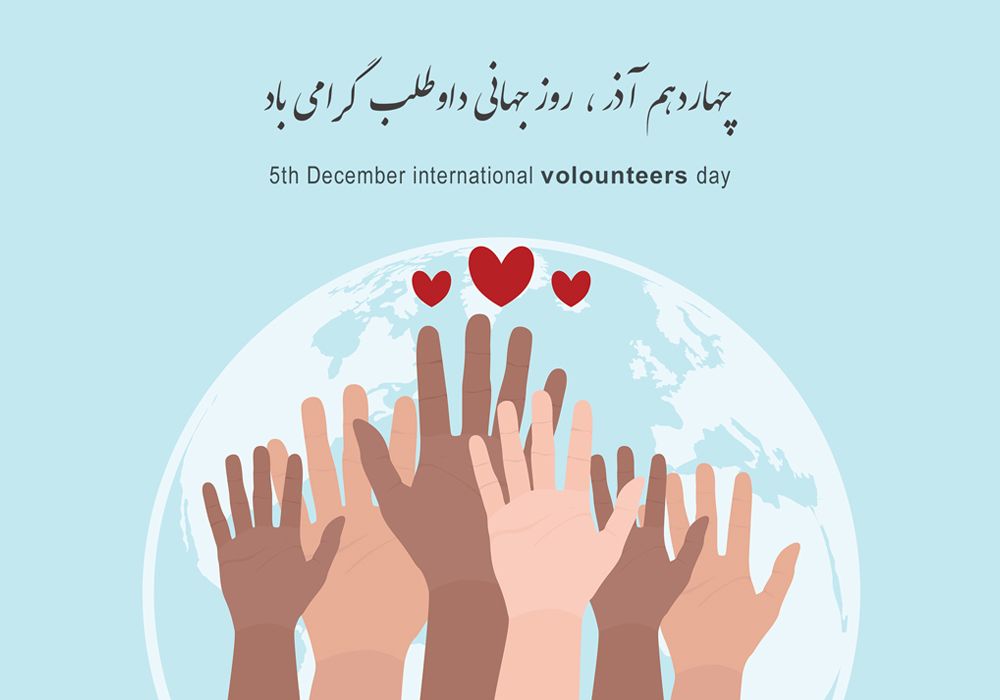 چهاردهم آذر ، روز جهانی داوطلب گرامی باد
5th December international volounteers day